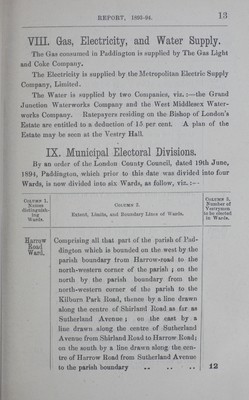 REPORT, 1893-94.
13
VIII. Gas, Electricity, and Water Supply.
The Gas consumed in Paddington is supplied by The Gas Light
and Coke Company.
The Electricity is supplied by the Metropolitan Electric Supply
Company, Limited.
The Water is supplied by two Companies, viz.:—the Grand
Junction Waterworks Company and the West Middlesex Water-
works Company. Ratepayers residing on the Bishop of London's
Estate are entitled to a deduction of 15 per cent. A plan of the
Estate may be seen at the Vestry Hall.
IX. Municipal Electoral Divisions.
By an order of the London County Council, dated 19th June,
1894, Paddington, which prior to this date was divided into four
Wards, is now divided into six Wards, as follow, viz.:—
COLUMN 1.
Names
distinguish-
ing
Wards.
COLUMN 2.
Extent, Limits, and Boundary Lines of Wards.
COLUMN 3.
Number of
Vestrymen
to be elected
in Wards.
Harrow
Road
Ward.
Comprising all that part of the parish of Pad-
dington which is bounded on the west by the
parish boundary from Harrow-road to the
north-western corner of the parish; on the
north by the parish boundary from the
north-western corner of the parish to the
Kilburn Park Road, thence by a line drawn
along the centre of Shirland Road as far as
Sutherland Avenue; on the east by a
line drawn along the centre of Sutherland
Avenue from Shirland Road to Harrow Road;
on the south by a line drawn along the cen-
tre of Horrow Road from Sutherland Avenue
to the parish boundary .. .. ..
12